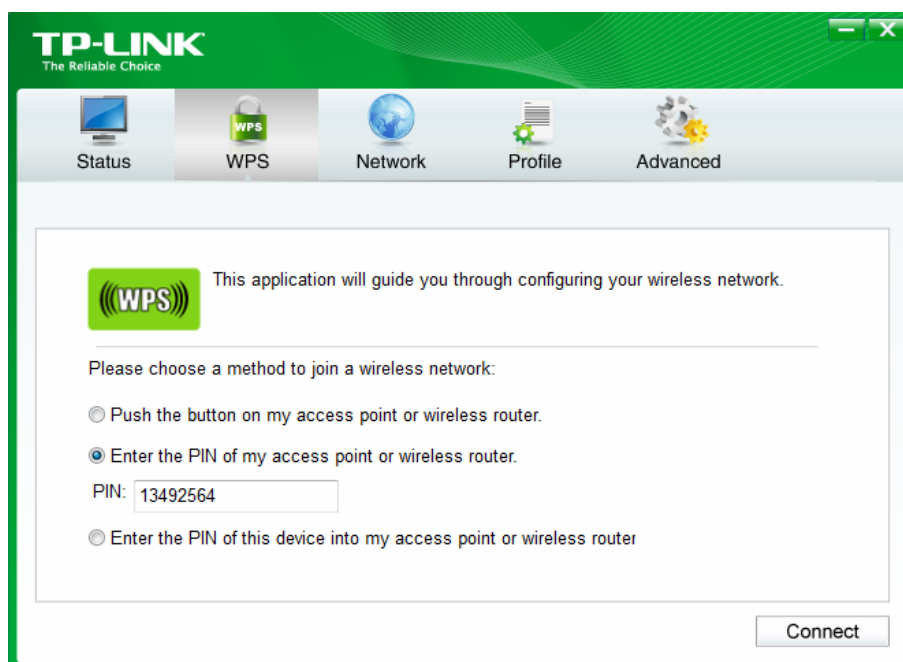 TP-LINK
The Reliable Choice
Status
WPS
WPS
Network
Profile
Advanced
WPS
This application will guide you through configuring your wireless network.
Please choose a method to join a wireless network:
Push the button on my access point or wireless router.
Enter the PIN of my access point or wireless router.
PIN: 13492564
Enter the PIN of this device into my access point or wireless router
Connect